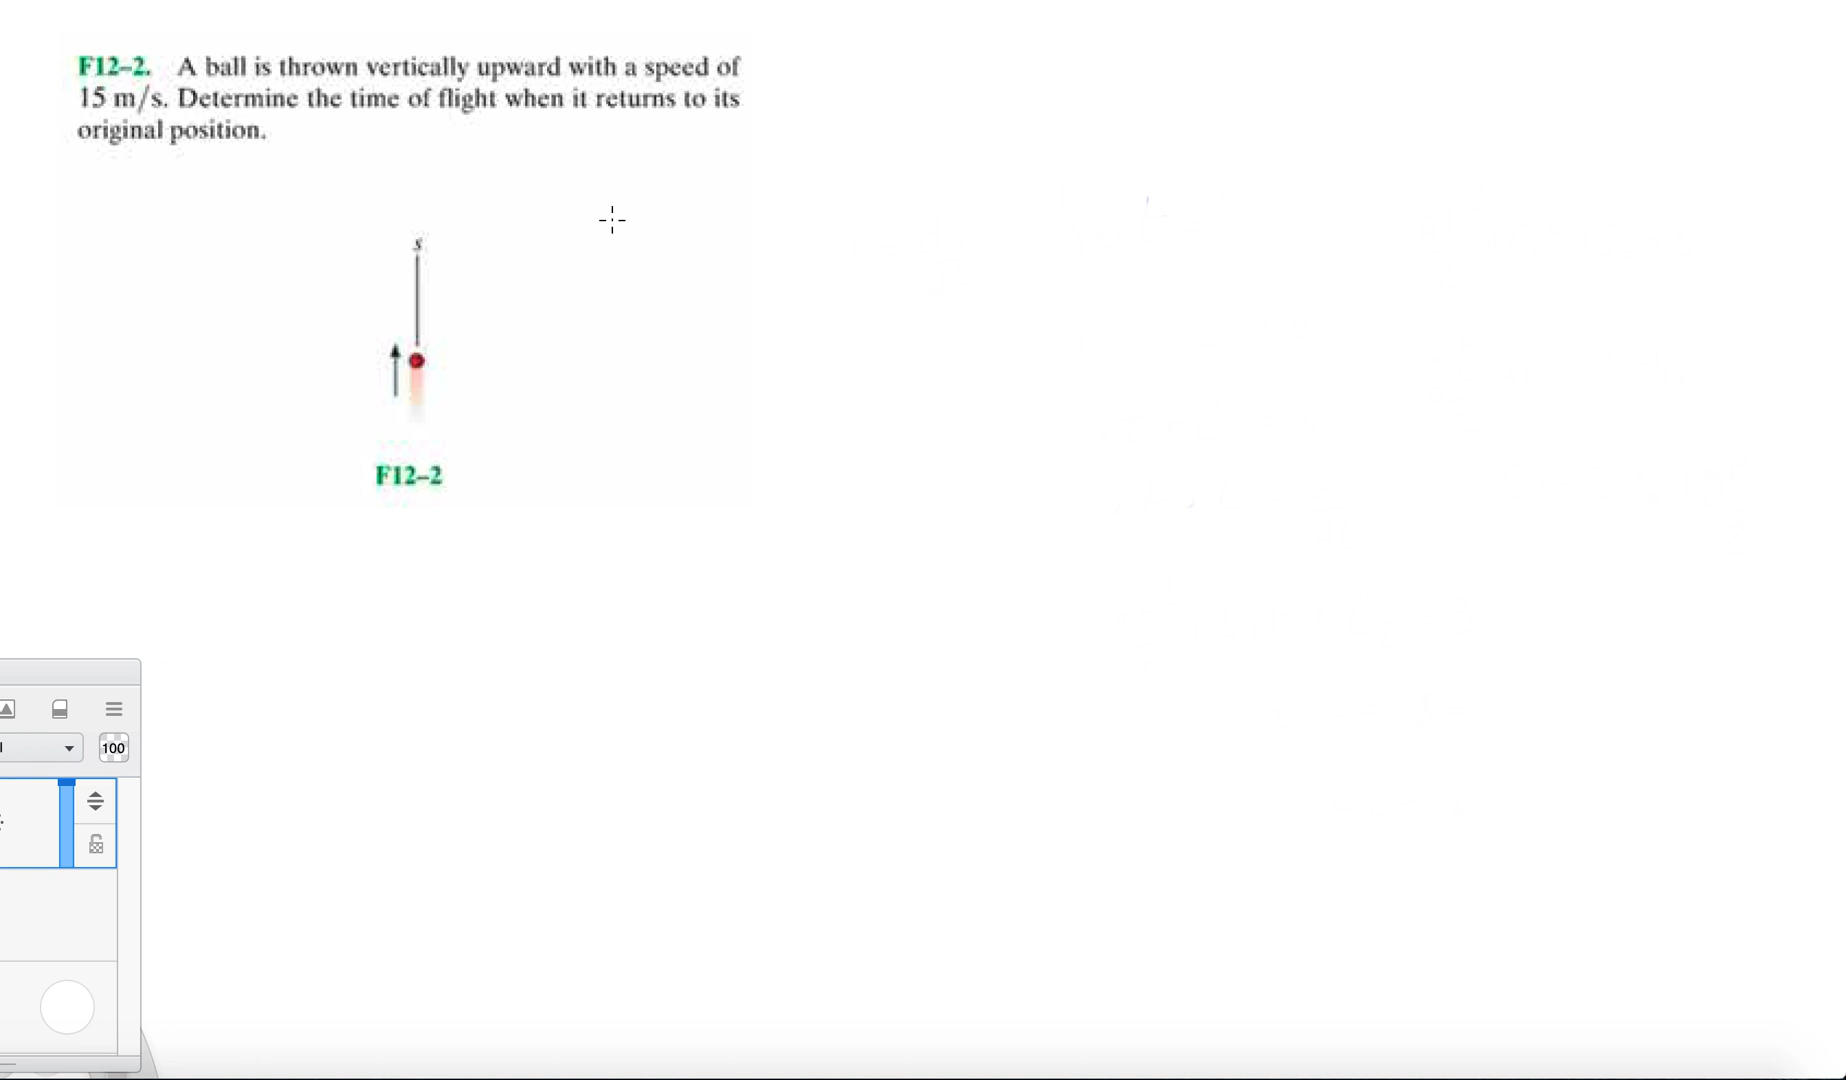 F12–2. A ball is thrown vertically upward with a speed of
15 m/s. Determine the time of flight when it returns to its
original position.
s
F12–2
100